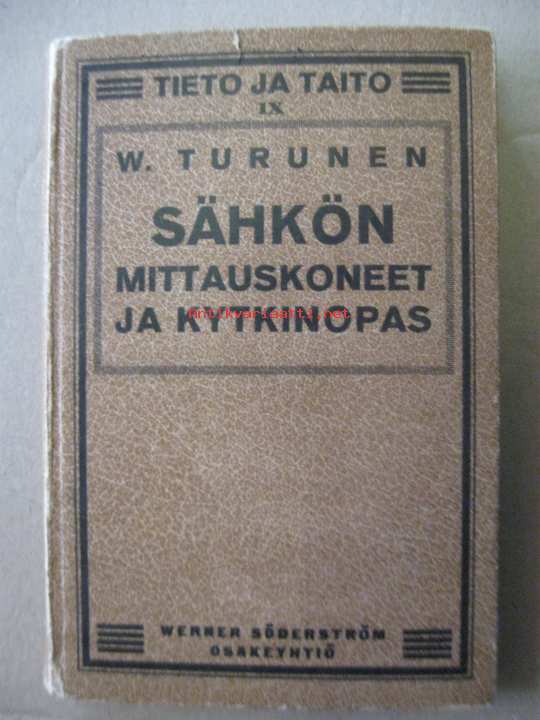 TIETO JA TAITO
IX
W. TURUNEN
SÄHKÖN
MITTAUSKONEET
JA KYTKINOPAS
Antikvariaatti.net
WERNER SÖDERSTRÖM
OSAKEYHTIÖ